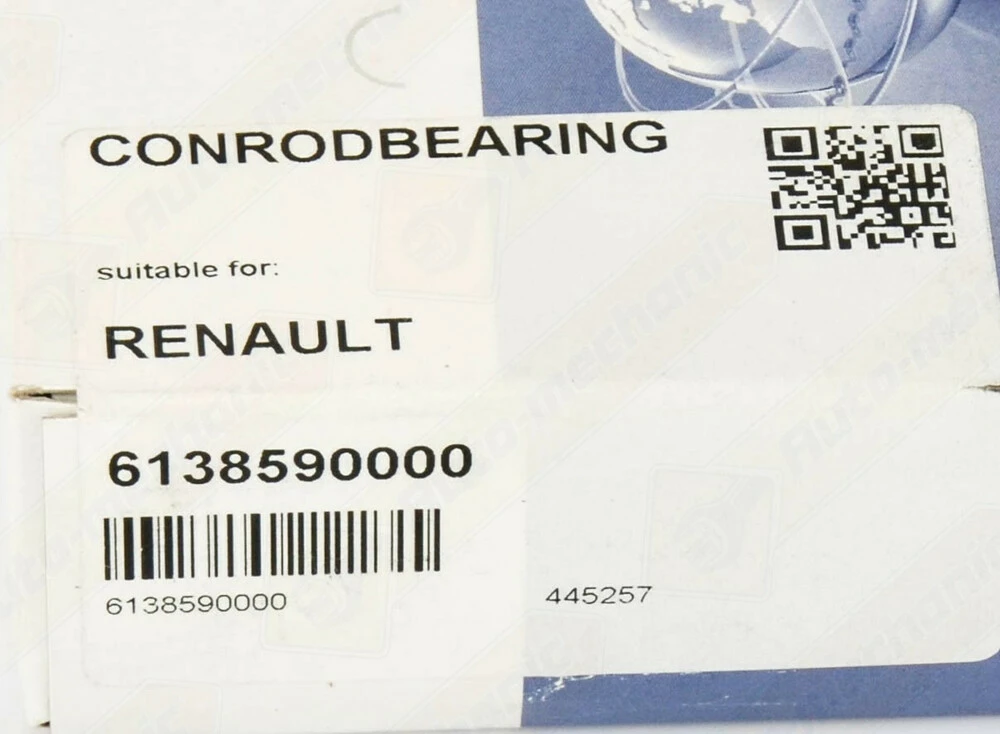 CONRODBEARING
suitable for:
RENAULT
6138590000
6138590000
445257